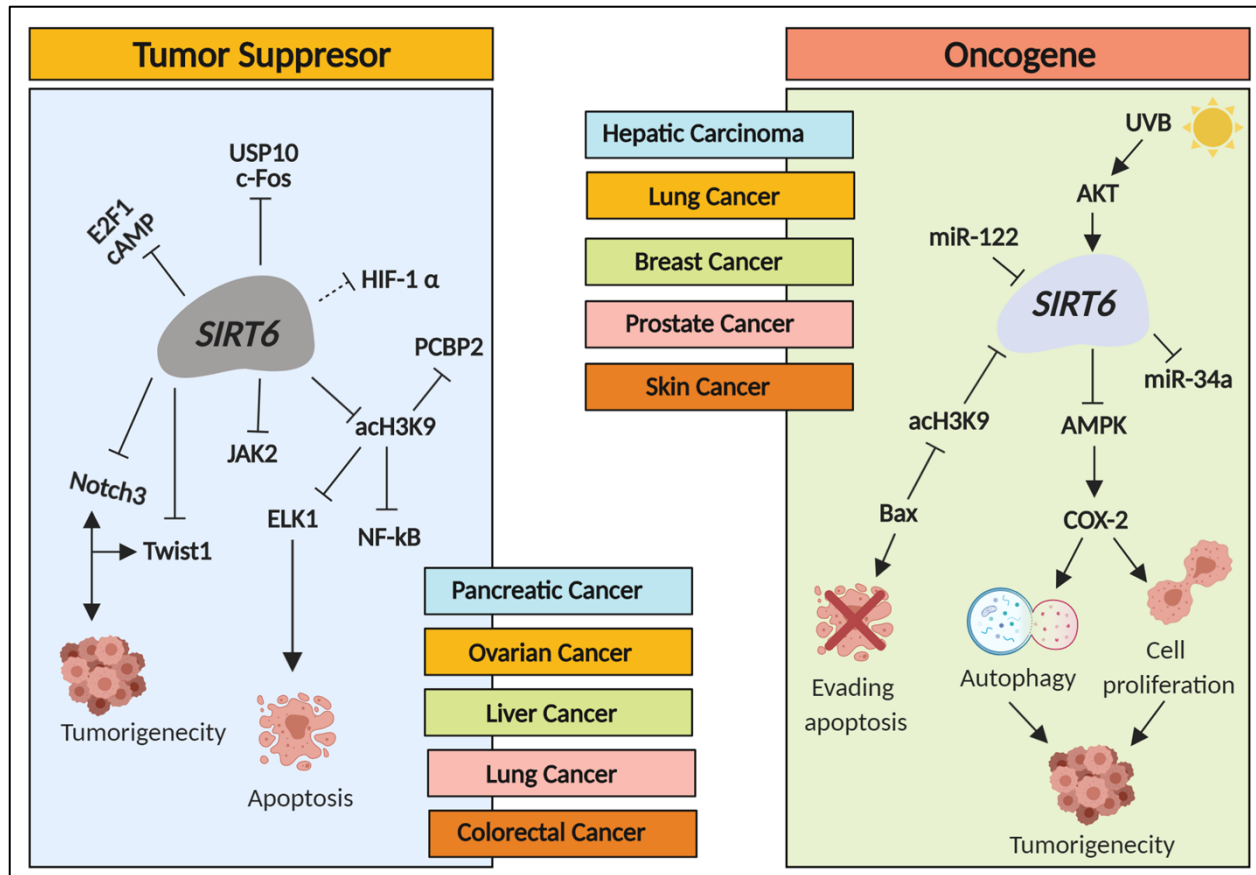 Tumor Suppresor
USP10
c-Fos
E2F1
cAMP
HIF-1 α
SIRT6
PCBP2
acH3K9
JAK2
Notch3
ELK1
NF-kB
Twist1
Tumorigenecity
Apoptosis
Pancreatic Cancer
Ovarian Cancer
Liver Cancer
Lung Cancer
Colorectal Cancer
Hepatic Carcinoma
Lung Cancer
Breast Cancer
Prostate Cancer
Skin Cancer
Oncogene
UVB
AKT
miR-122
SIRT6
miR-34a
acH3K9
AMPK
Bax
COX-2
Evading
apoptosis
Autophagy
Cell
proliferation
Tumorigenecity